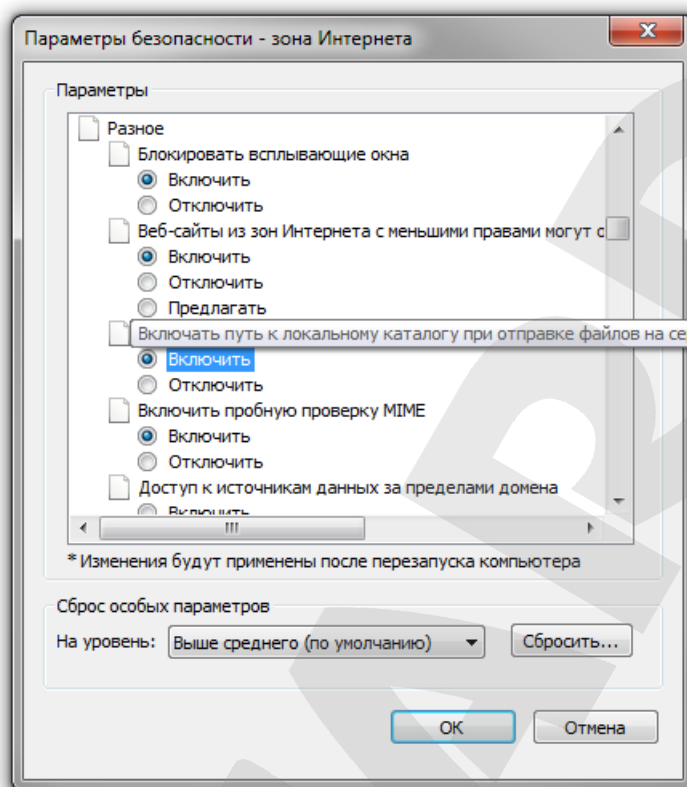 Параметры безопасности - зона Интернета
Параметры
Разное
Блокировать всплывающие окна
Включить
Отключить
Веб-сайты из зон Интернета с меньшими правами могут
Включить
Отключить
Предлагать
Включать путь к локальному каталогу при отправке файлов на
Включить
Отключить
Включить пробную проверку MIME
Включить
Отключить
Доступ к источникам данных за пределами домена
Включить
* Изменения будут применены после перезапуска компьютера
Сброс особых параметров
На уровень: Выше среднего (по умолчанию) Сбросить...
ОК Отмена